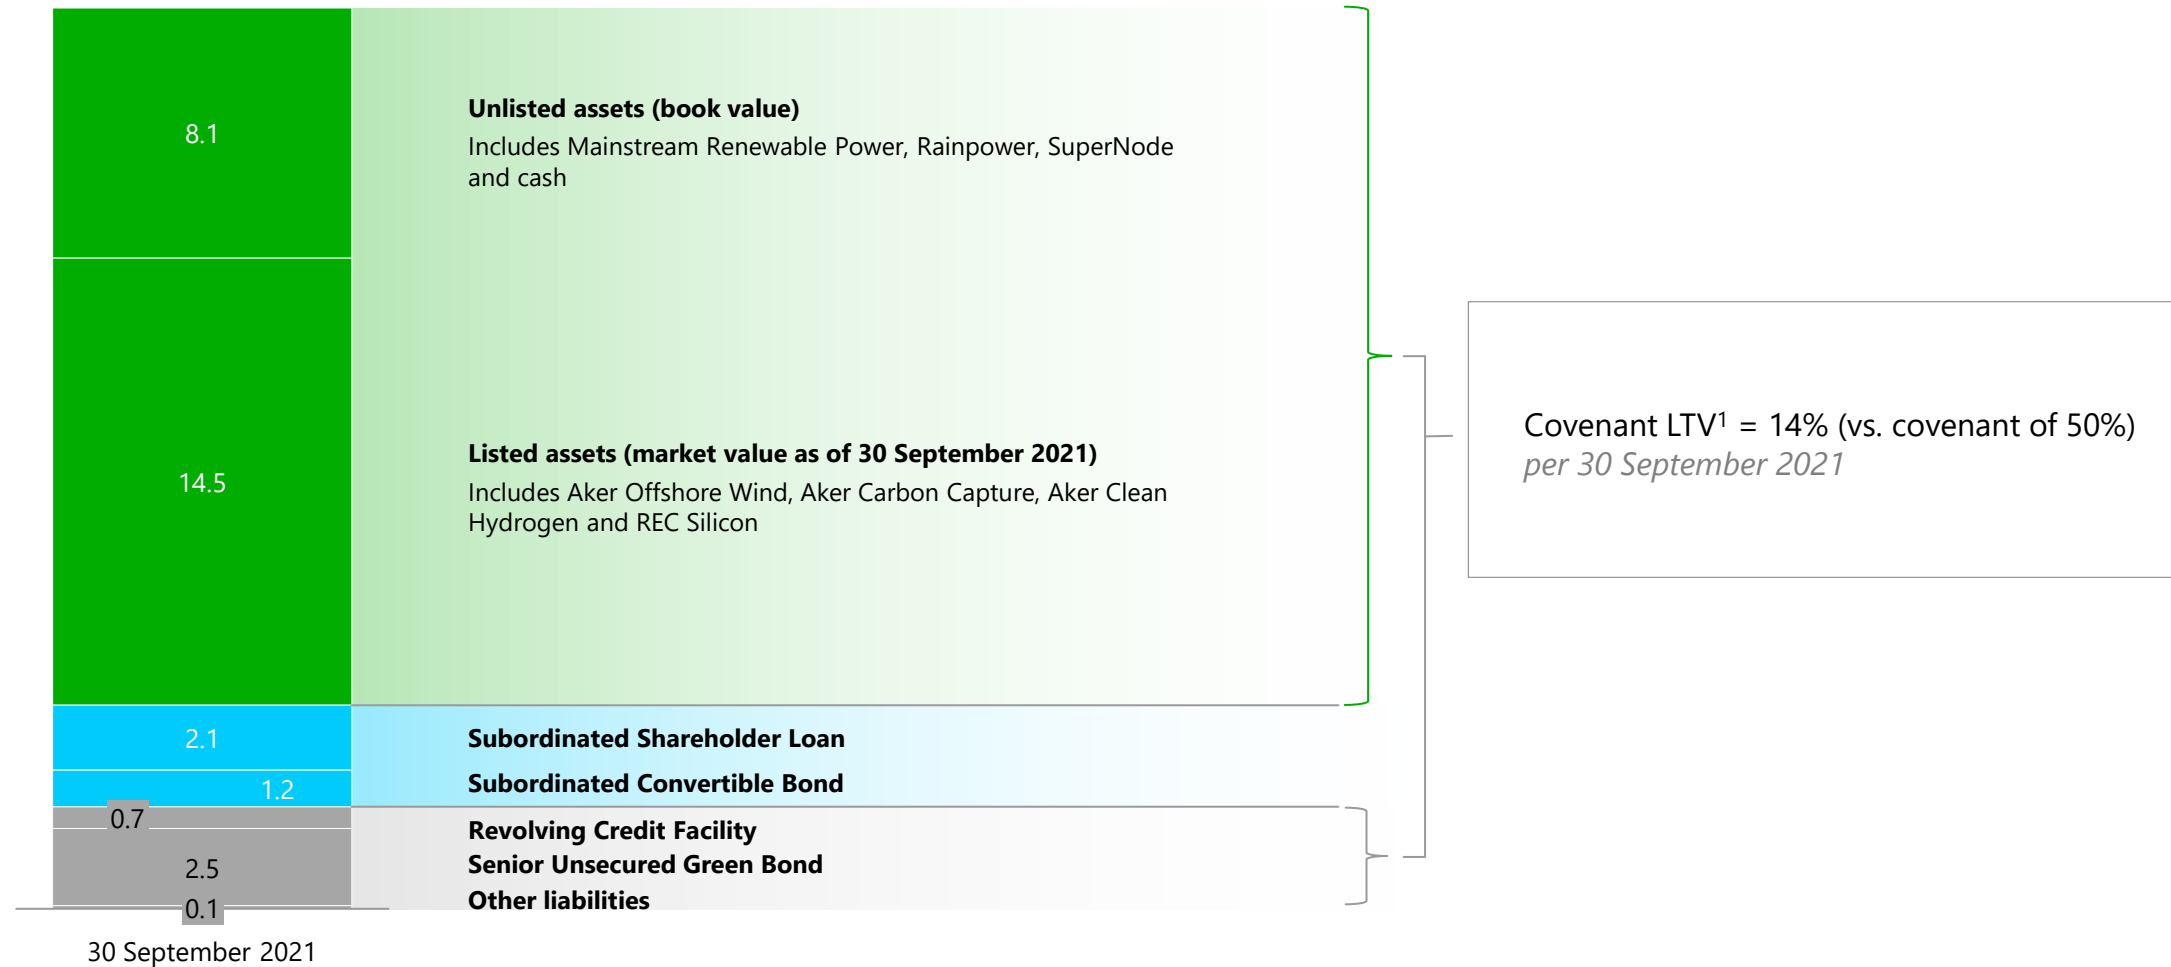 8.1
Unlisted assets (book value)
Includes Mainstream Renewable Power, Rainpower, SuperNode
and cash
14.5
Listed assets (market value as of 30 September 2021)
Includes Aker Offshore Wind, Aker Carbon Capture, Aker Clean
Hydrogen and REC Silicon
Covenant LTV¹ = 14% (vs. covenant of 50%)
per 30 September 2021
2.1
Subordinated Shareholder Loan
1.2
Subordinated Convertible Bond
0.7
Revolving Credit Facility
2.5
Senior Unsecured Green Bond
0.1
Other liabilities
30 September 2021